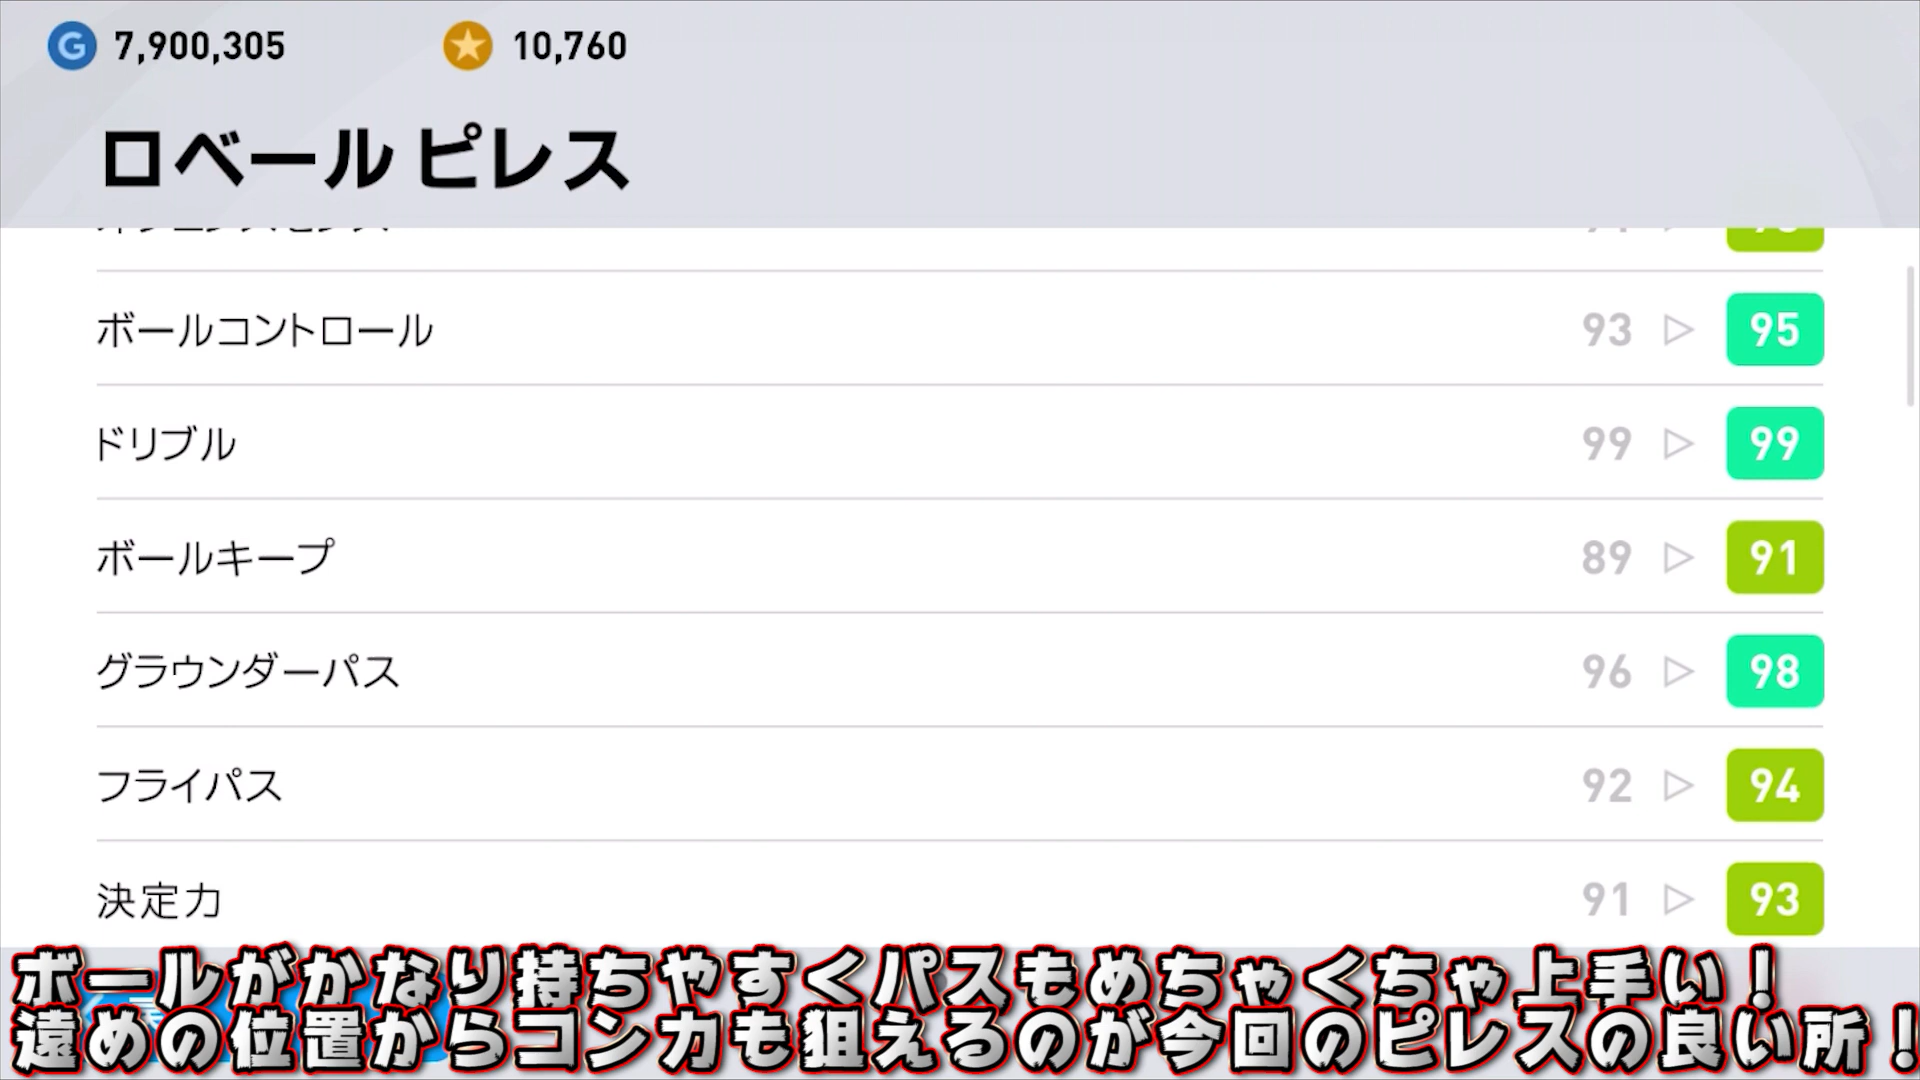 G 7,900,305 10,760
ロベール ピレス
ボールコントロール 93 ▷ 95
ドリブル 99 ▷ 99
ボールキープ 89 ▷ 91
グラウンダーパス 96 ▷ 98
フライパス 92 ▷ 94
決定力 91 ▷ 93
ボールがかなり持ちやすくパスもめちゃくちゃ上手い！
遠めの位置からコンカも狙えるのが今回のピレスの良い所！